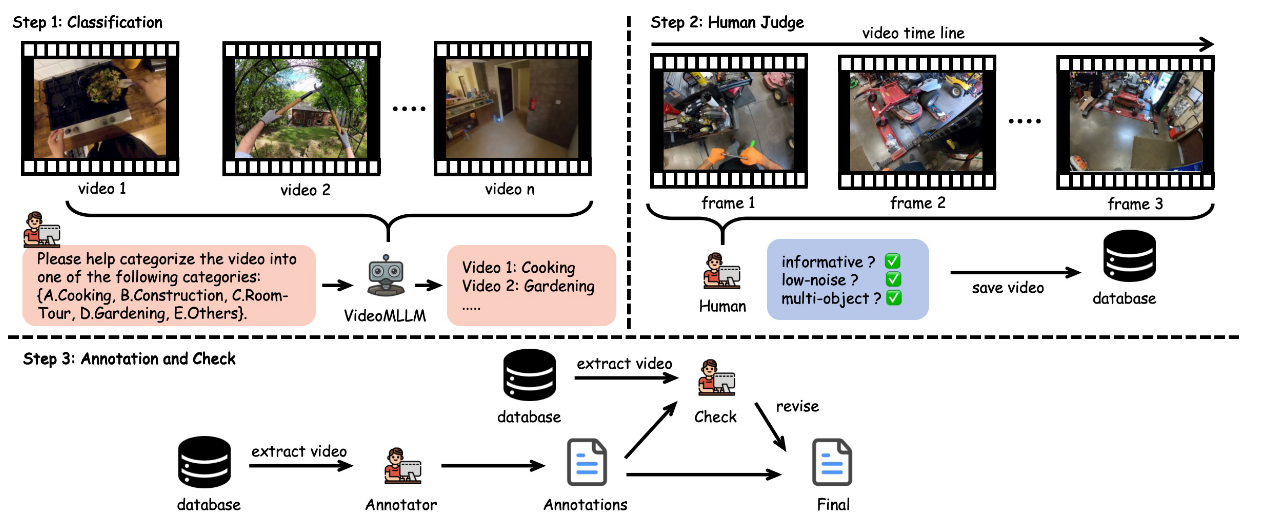 Step 1: Classification
video 1
video 2
video n
Please help categorize the video into
one of the following categories:
{A.Cooking, B.Construction, C.Room-
Tour, D.Gardening, E.Others}.
VideoMLLM
Video 1: Cooking
Video 2: Gardening
.....
Step 2: Human Judge
video time line
frame 1
frame 2
frame 3
Human
informative ?
low-noise ?
multi-object ?
save video
database
Step 3: Annotation and Check
database
extract video
Check
revise
database
extract video
Annotator
Annotations
Final